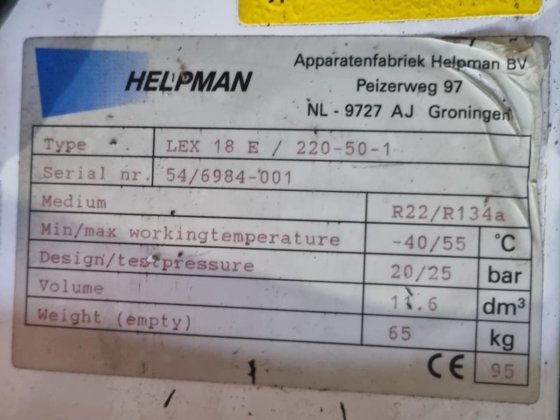 HELPMAN
Apparatenfabriek Helpman BV
Peizerweg 97
NL - 9727 AJ Groningen
Type LEX 18 E / 220-50-1
Serial nr. 54/6984-001
Medium R22/R134a
Min/max workingtemperature -40/55 °C
Design/testpressure 20/25 bar
Volume 11.6 dm³
Weight (empty) 65 kg
CE 95